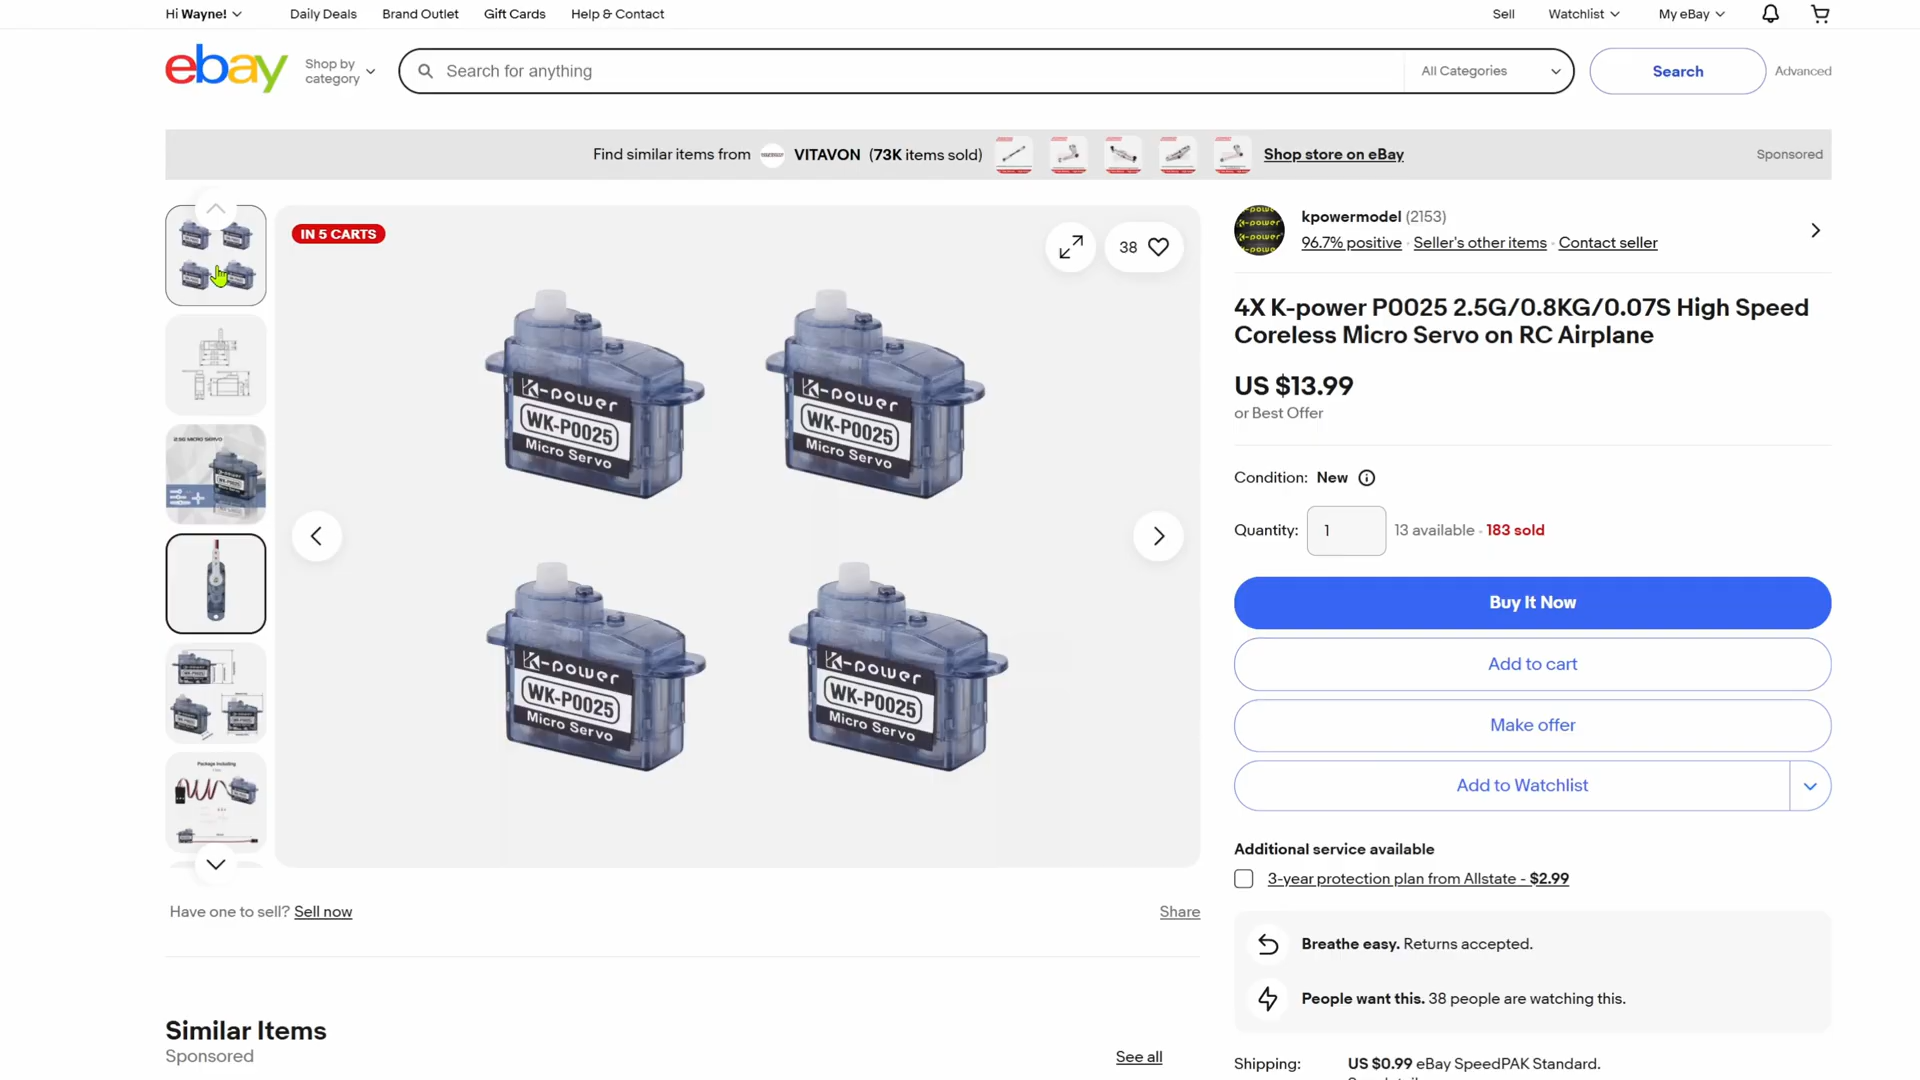 Hi Wayne!
Daily Deals
Brand Outlet
Gift Cards
Help & Contact
Sell
Watchlist
My eBay
ebay
Shop by
category
Search for anything
All Categories
Search
Advanced
Find similar items from
VITAVON (73K items sold)
Shop store on eBay
Sponsored
IN 5 CARTS
38
K-power
WK-P0025
Micro Servo
K-power
WK-P0025
Micro Servo
K-power
WK-P0025
Micro Servo
K-power
WK-P0025
Micro Servo
2.5G MICRO SERVO
Package Including
Have one to sell? Sell now
Share
Similar Items
Sponsored
See all
K-power
kpowermodel (2153)
96.7% positive · Seller's other items · Contact seller
4X K-power P0025 2.5G/0.8KG/0.07S High Speed
Coreless Micro Servo on RC Airplane
US $13.99
or Best Offer
Condition: New
Quantity: 1 13 available · 183 sold
Buy It Now
Add to cart
Make offer
Add to Watchlist
Additional service available
3-year protection plan from Allstate - $2.99
Breathe easy. Returns accepted.
People want this. 38 people are watching this.
Shipping: US $0.99 eBay SpeedPAK Standard.